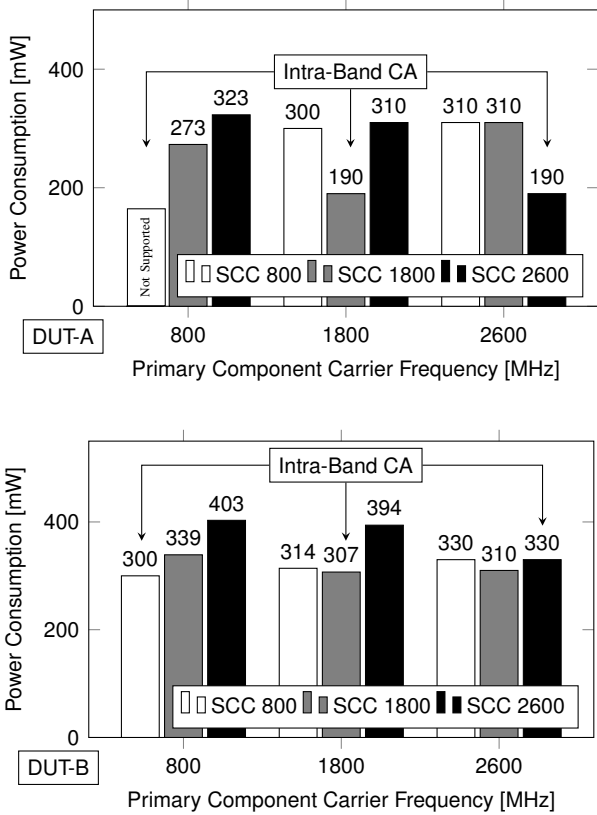 400
200
0
Power Consumption [mW]
Intra-Band CA
273
323
300
190
310
310
310
190
Not Supported
SCC 800 SCC 1800 SCC 2600
800 1800 2600
DUT-A
Primary Component Carrier Frequency [MHz]
400
200
0
Power Consumption [mW]
Intra-Band CA
300
339
403
314
307
394
330
310
330
SCC 800 SCC 1800 SCC 2600
800 1800 2600
DUT-B
Primary Component Carrier Frequency [MHz]